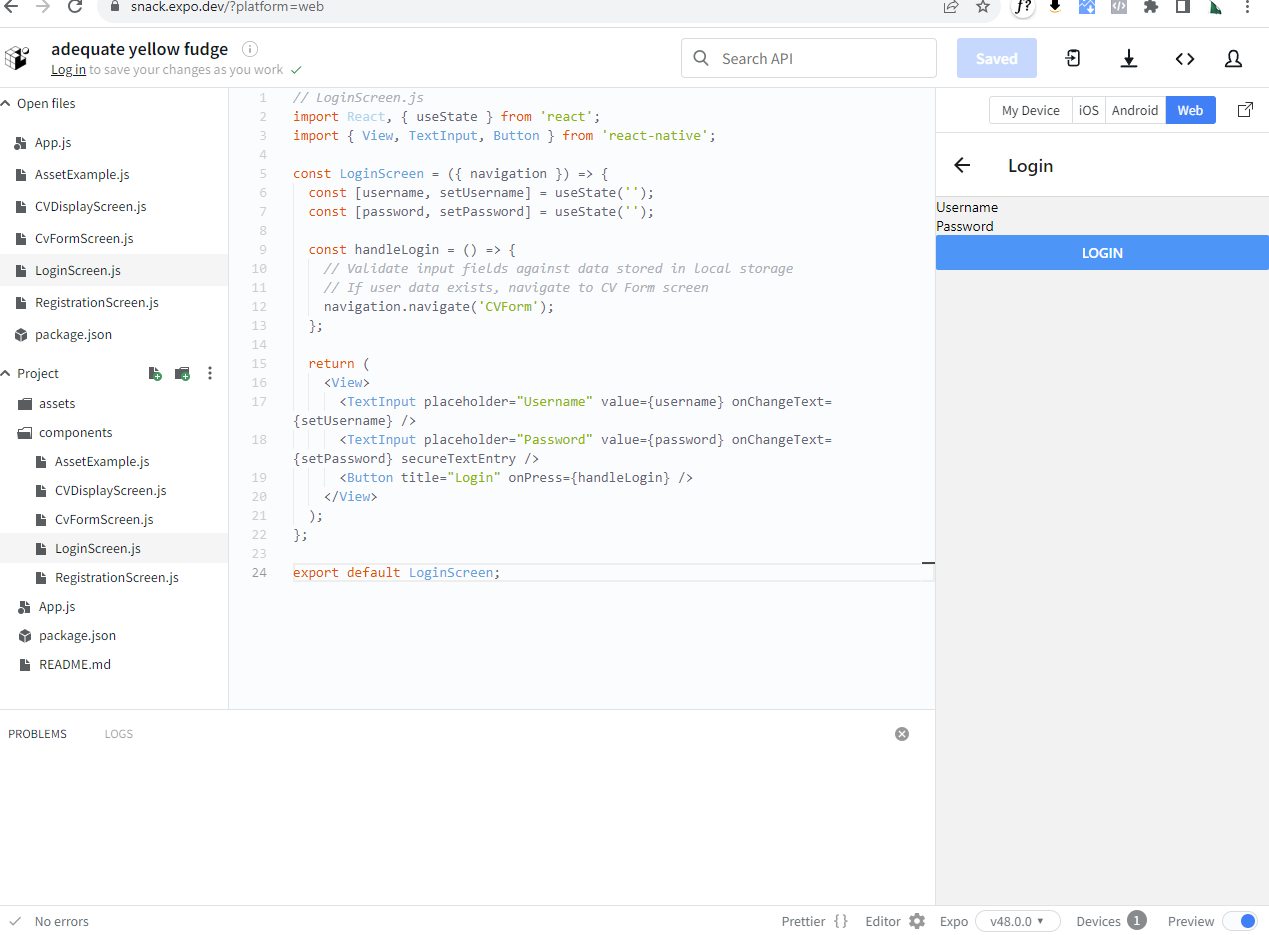 snack.expo.dev/?platform=web
f?
adequate yellow fudge
Log in to save your changes as you work
Search API
Saved
Open files
App.js
AssetExample.js
CVDisplayScreen.js
CvFormScreen.js
LoginScreen.js
RegistrationScreen.js
package.json
Project
assets
components
AssetExample.js
CVDisplayScreen.js
CvFormScreen.js
LoginScreen.js
RegistrationScreen.js
App.js
package.json
README.md
1 // LoginScreen.js
2 import React, { useState } from 'react';
3 import { View, TextInput, Button } from 'react-native';
4
5 const LoginScreen = ({ navigation }) => {
6 const [username, setUsername] = useState('');
7 const [password, setPassword] = useState('');
8
9 const handleLogin = () => {
10 // Validate input fields against data stored in local storage
11 // If user data exists, navigate to CV Form screen
12 navigation.navigate('CVForm');
13 };
14
15 return (
16 <View>
17 <TextInput placeholder="Username" value={username} onChangeText=
{setUsername} />
18 <TextInput placeholder="Password" value={password} onChangeText=
{setPassword} secureTextEntry />
19 <Button title="Login" onPress={handleLogin} />
20 </View>
21 );
22 };
23
24 export default LoginScreen;
My Device iOS Android Web
Login
Username
Password
LOGIN
PROBLEMS LOGS
No errors
Prettier {} Editor Expo v48.0.0 Devices 1 Preview